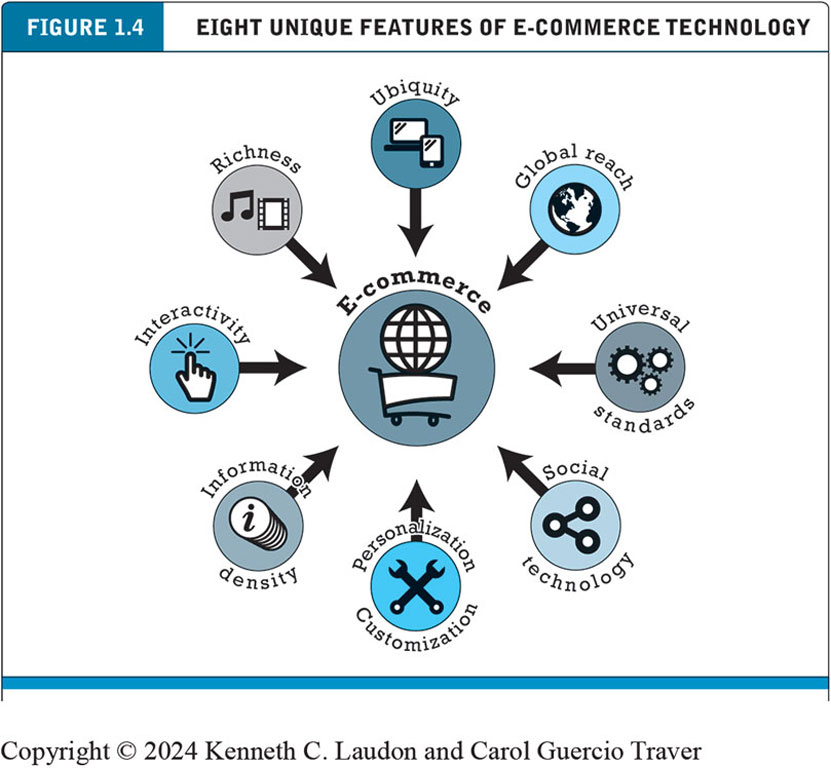 FIGURE 1.4
EIGHT UNIQUE FEATURES OF E-COMMERCE TECHNOLOGY
Ubiquity
Global reach
Universal
standards
Social
technology
Personalization
Customization
Information
density
Interactivity
Richness
E-commerce
i
Copyright © 2024 Kenneth C. Laudon and Carol Guercio Traver